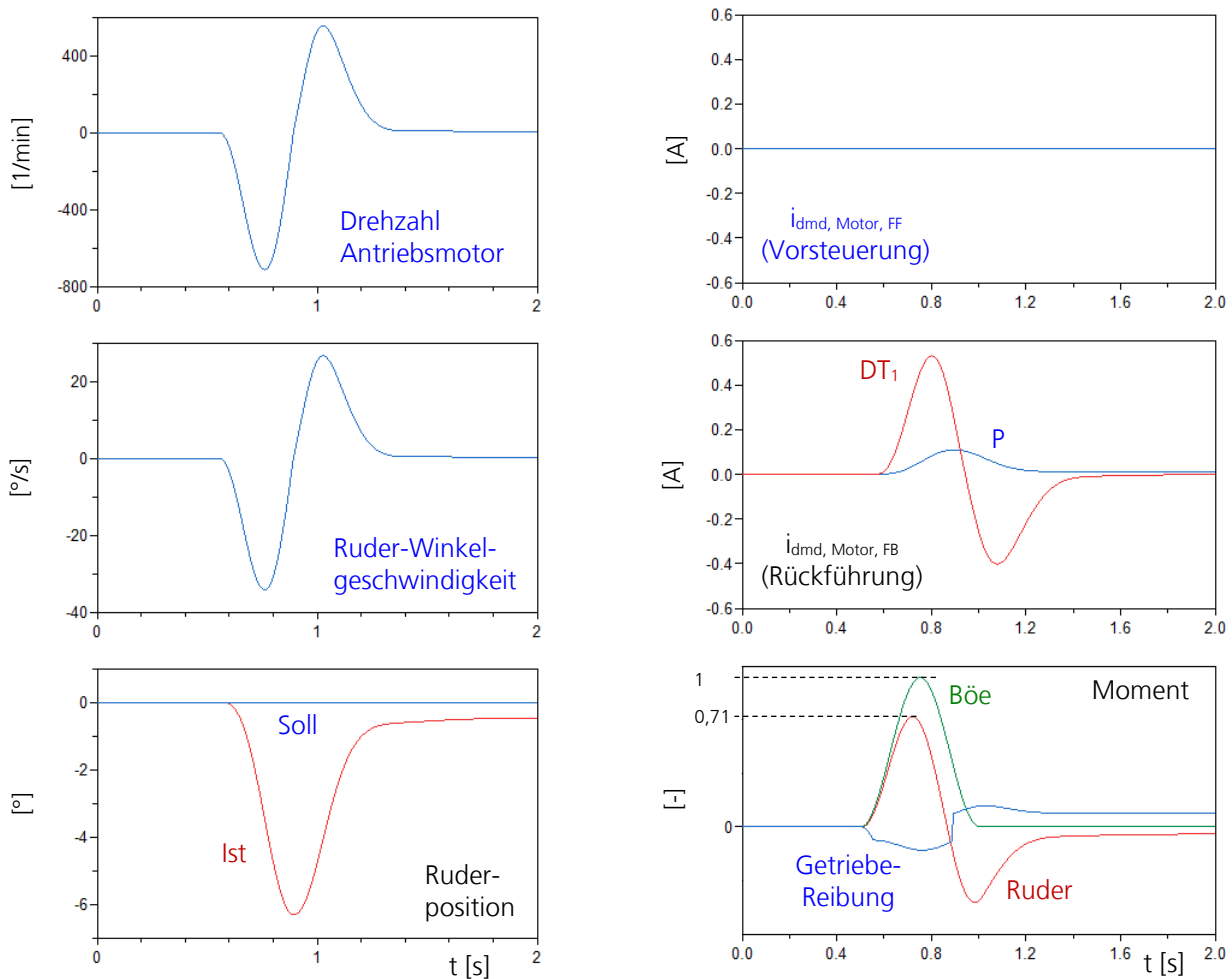 400
0
-400
-800
[1/min]
Drehzahl
Antriebsmotor
0
1
2
0.6
0.4
0.2
0.0
-0.2
-0.4
-0.6
[A]
i dmd, Motor, FF
(Vorsteuerung)
0.0
0.4
0.8
1.2
1.6
2.0
20
0
-20
-40
[°/s]
Ruder-Winkel-
geschwindigkeit
0
1
2
0.6
0.4
0.2
0.0
-0.2
-0.4
-0.6
[A]
DT₁
P
i dmd, Motor, FB
(Rückführung)
0.0
0.4
0.8
1.2
1.6
2.0
0
-2
-4
-6
[°]
Soll
Ist
Ruder-
position
0
1
2
t [s]
1
0,71
0
[-]
Böe
Moment
Getriebe-
Reibung
Ruder
0.0
0.4
0.8
1.2
1.6
2.0
t [s]